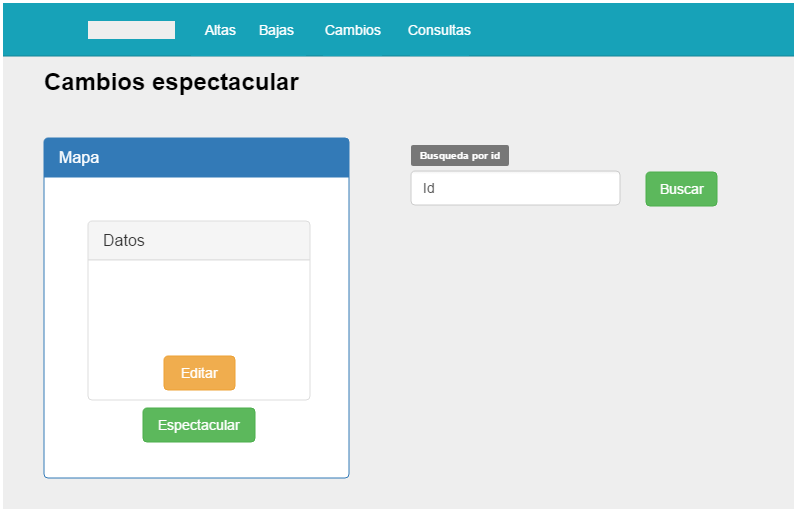 Altas Bajas Cambios Consultas
Cambios espectacular
Mapa
Datos
Editar
Espectacular
Busqueda por id
Id
Buscar